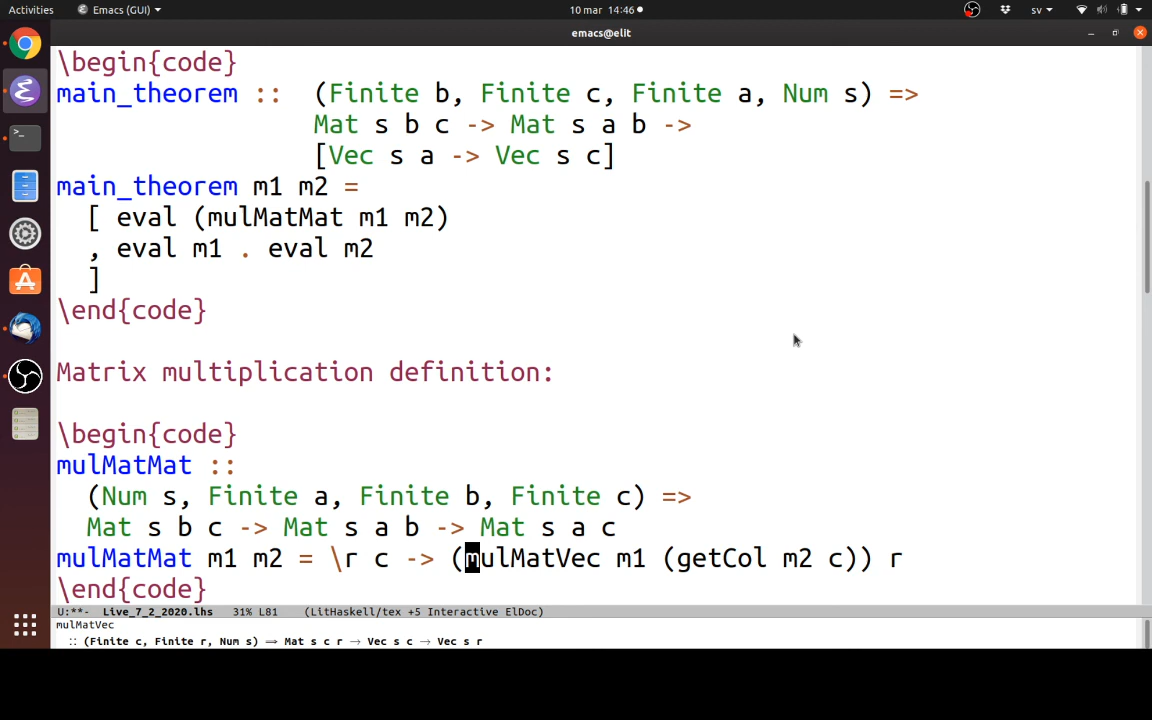 Activities
Emacs (GUI)
10 mar 14:46
sv
emacs@elit
\begin{code}
main_theorem :: (Finite b, Finite c, Finite a, Num s) =>
Mat s b c -> Mat s a b ->
[Vec s a -> Vec s c]
main_theorem m1 m2 =
[ eval (mulMatMat m1 m2)
, eval m1 . eval m2
]
\end{code}
Matrix multiplication definition:
\begin{code}
mulMatMat ::
(Num s, Finite a, Finite b, Finite c) =>
Mat s b c -> Mat s a b -> Mat s a c
mulMatMat m1 m2 = \r c -> (mulMatVec m1 (getCol m2 c)) r
\end{code}
U:**- Live_7_2_2020.lhs 31% L81 (LitHaskell/tex +5 Interactive ElDoc)
mulMatVec
:: (Finite c, Finite r, Num s) ⇒ Mat s c r → Vec s c → Vec s r